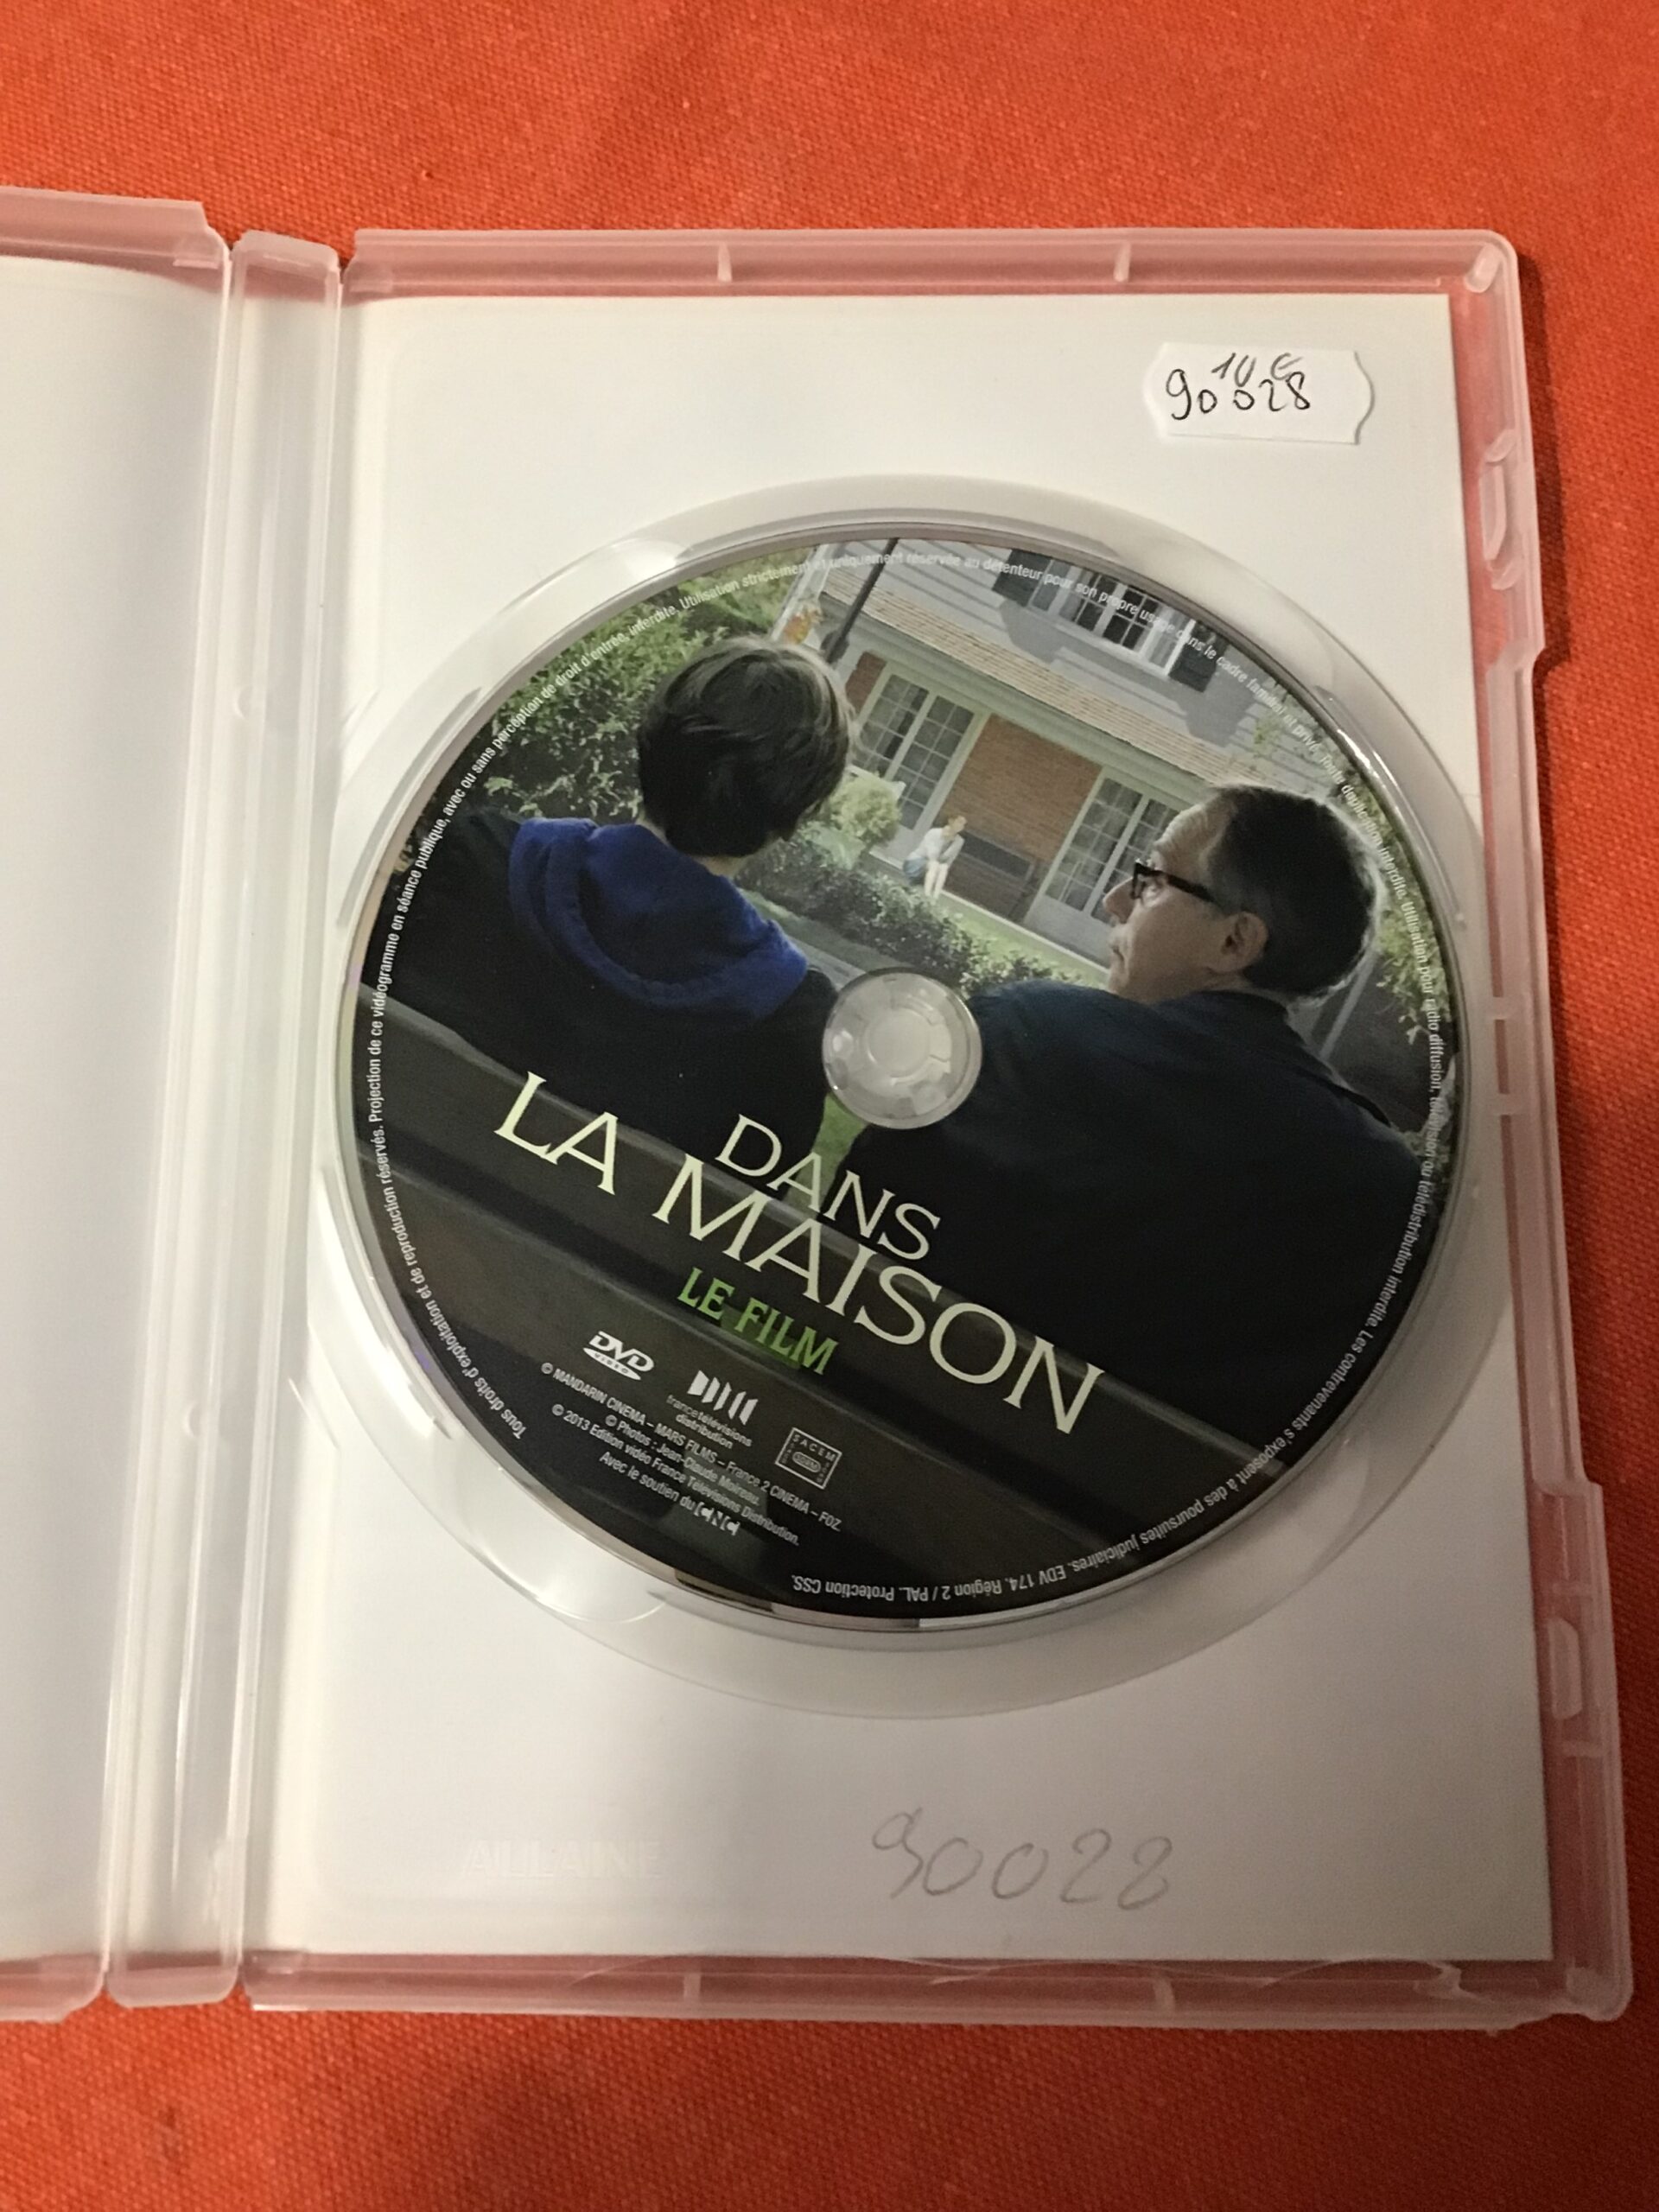 10 €
90028
Tous droits d'exploitation et de reproduction réservés. Projection de ce vidéogramme en séance publique, avec ou sans perception de droit d'entrée, interdite. Utilisation strictement et uniquement réservée au détenteur pour son propre usage dans le cadre familial et privé. Toute duplication interdite. Utilisation pour radio diffusion, télévision ou télédistribution interdite. Les contrevenants s'exposent à des poursuites judiciaires. EDV 174. Région 2 / PAL. Protection CSS.
DANS
LA MAISON
LE FILM
DVD
VIDEO
francetélévisions
distribution
SACEM
© MANDARIN CINEMA – MARS FILMS – France 2 CINEMA – FOZ
© Photos : Jean-Claude Moireau.
© 2013 Edition vidéo France Télévisions Distribution.
Avec le soutien du CNC
ALLAINE
90028